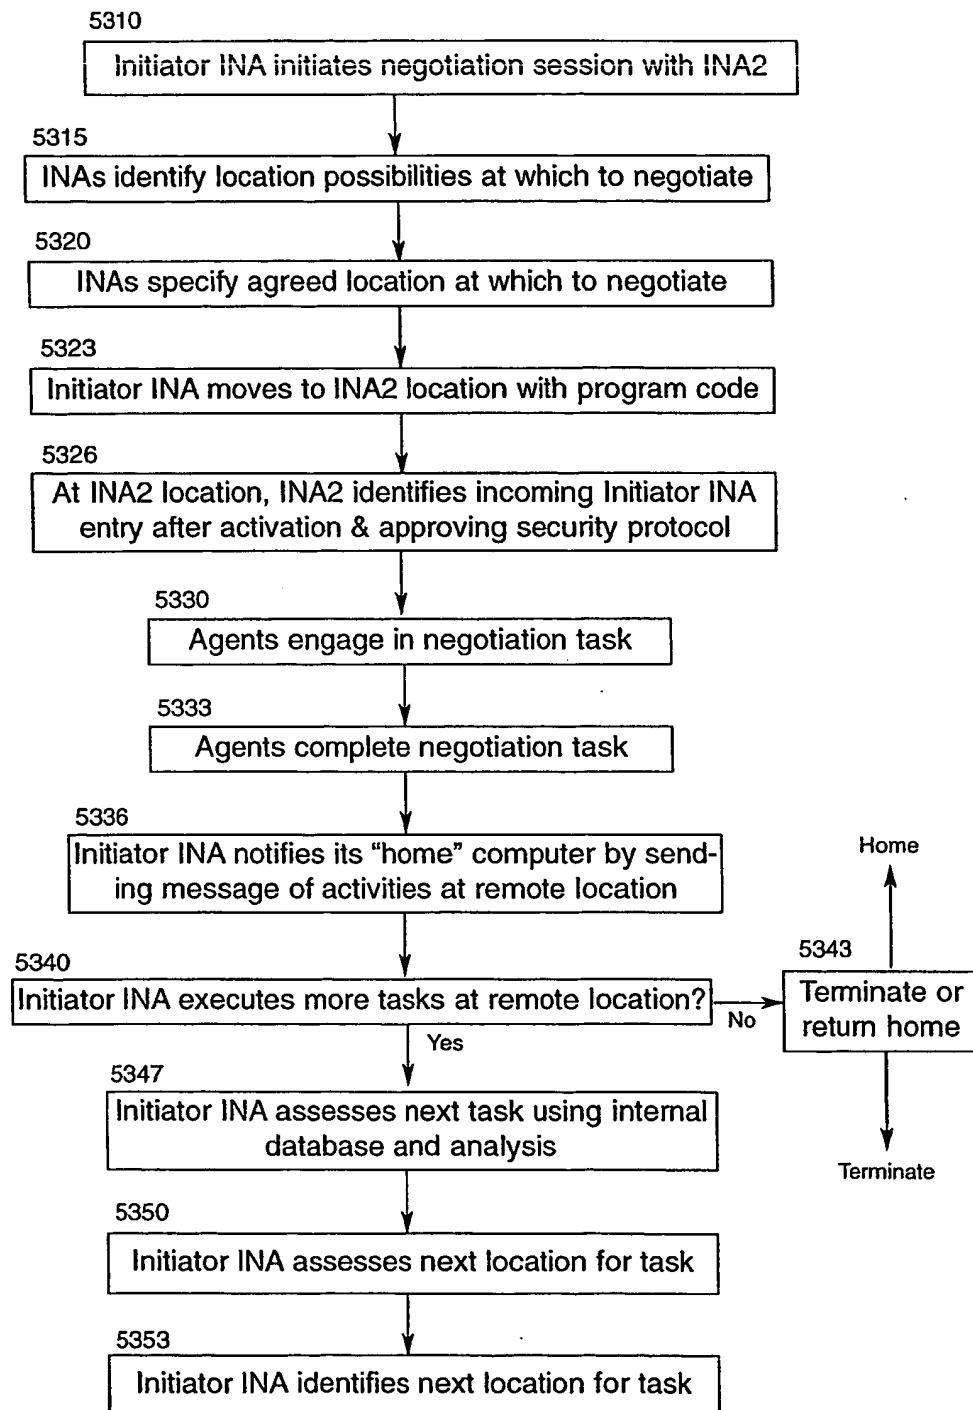 5310
Initiator INA initiates negotiation session with INA2
5315
INAs identify location possibilities at which to negotiate
5320
INAs specify agreed location at which to negotiate
5323
Initiator INA moves to INA2 location with program code
5326
At INA2 location, INA2 identifies incoming Initiator INA
entry after activation & approving security protocol
5330
Agents engage in negotiation task
5333
Agents complete negotiation task
5336
Initiator INA notifies its “home” computer by send-
ing message of activities at remote location
5340
Initiator INA executes more tasks at remote location?
No
Yes
Home
5343
Terminate or
return home
Terminate
5347
Initiator INA assesses next task using internal
database and analysis
5350
Initiator INA assesses next location for task
5353
Initiator INA identifies next location for task